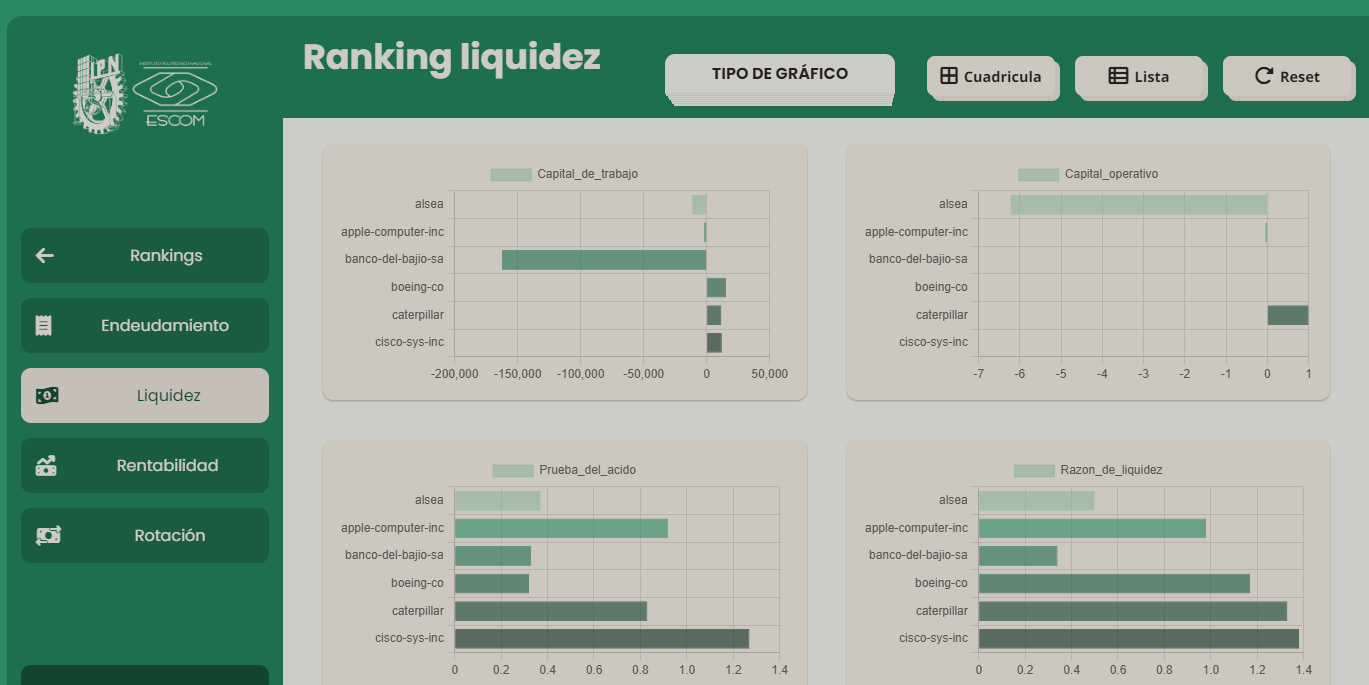 IPN
INSTITUTO POLITÉCNICO NACIONAL
ESCOM
Rankings
Endeudamiento
Liquidez
Rentabilidad
Rotación
Ranking liquidez
TIPO DE GRÁFICO
Cuadricula
Lista
Reset
Capital_de_trabajo
alsea
apple-computer-inc
banco-del-bajio-sa
boeing-co
caterpillar
cisco-sys-inc
-200,000 -150,000 -100,000 -50,000 0 50,000
Capital_operativo
alsea
apple-computer-inc
banco-del-bajio-sa
boeing-co
caterpillar
cisco-sys-inc
-7 -6 -5 -4 -3 -2 -1 0 1
Prueba_del_acido
alsea
apple-computer-inc
banco-del-bajio-sa
boeing-co
caterpillar
cisco-sys-inc
0 0.2 0.4 0.6 0.8 1.0 1.2 1.4
Razon_de_liquidez
alsea
apple-computer-inc
banco-del-bajio-sa
boeing-co
caterpillar
cisco-sys-inc
0 0.2 0.4 0.6 0.8 1.0 1.2 1.4